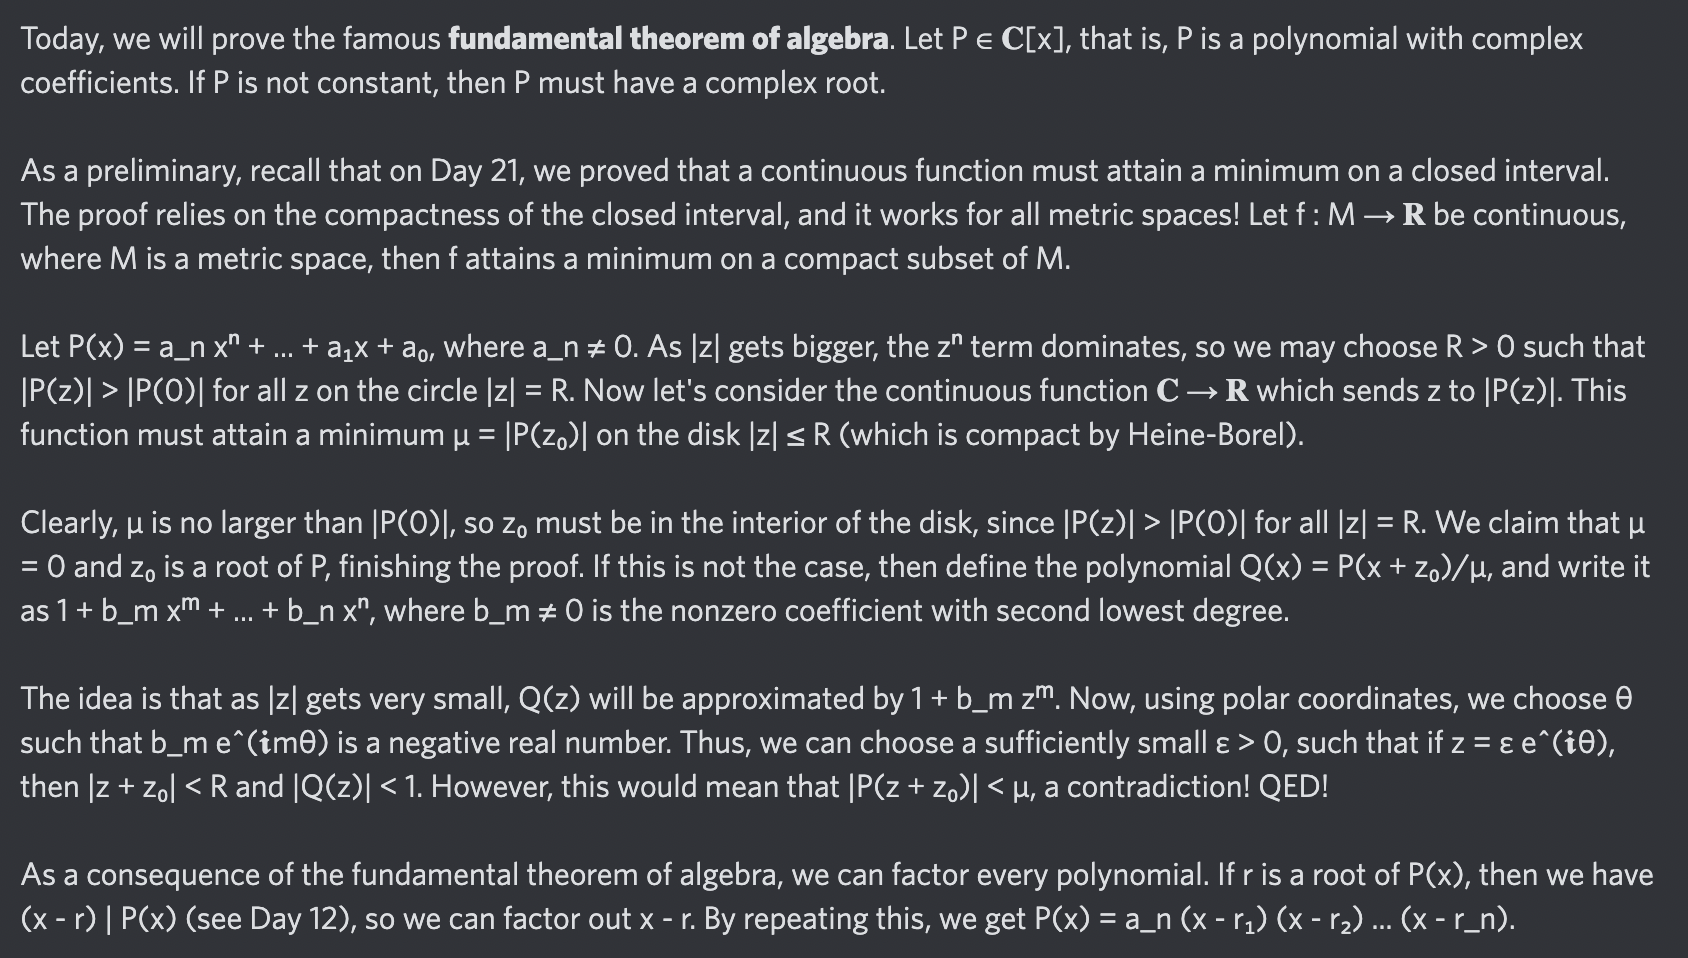 Today, we will prove the famous fundamental theorem of algebra. Let P ∈ 𝐂[x], that is, P is a polynomial with complex
coefficients. If P is not constant, then P must have a complex root.
As a preliminary, recall that on Day 21, we proved that a continuous function must attain a minimum on a closed interval.
The proof relies on the compactness of the closed interval, and it works for all metric spaces! Let f : M → 𝐑 be continuous,
where M is a metric space, then f attains a minimum on a compact subset of M.
Let P(x) = a_n xⁿ + ... + a₁x + a₀, where a_n ≠ 0. As |z| gets bigger, the zⁿ term dominates, so we may choose R > 0 such that
|P(z)| > |P(0)| for all z on the circle |z| = R. Now let's consider the continuous function 𝐂 → 𝐑 which sends z to |P(z)|. This
function must attain a minimum μ = |P(z₀)| on the disk |z| ≤ R (which is compact by Heine-Borel).
Clearly, μ is no larger than |P(0)|, so z₀ must be in the interior of the disk, since |P(z)| > |P(0)| for all |z| = R. We claim that μ
= 0 and z₀ is a root of P, finishing the proof. If this is not the case, then define the polynomial Q(x) = P(x + z₀)/μ, and write it
as 1 + b_m xᵐ + ... + b_n xⁿ, where b_m ≠ 0 is the nonzero coefficient with second lowest degree.
The idea is that as |z| gets very small, Q(z) will be approximated by 1 + b_m zᵐ. Now, using polar coordinates, we choose θ
such that b_m e^(𝒊mθ) is a negative real number. Thus, we can choose a sufficiently small ε > 0, such that if z = ε e^(𝒊θ),
then |z + z₀| < R and |Q(z)| < 1. However, this would mean that |P(z + z₀)| < μ, a contradiction! QED!
As a consequence of the fundamental theorem of algebra, we can factor every polynomial. If r is a root of P(x), then we have
(x - r) | P(x) (see Day 12), so we can factor out x - r. By repeating this, we get P(x) = a_n (x - r₁) (x - r₂) ... (x - r_n).